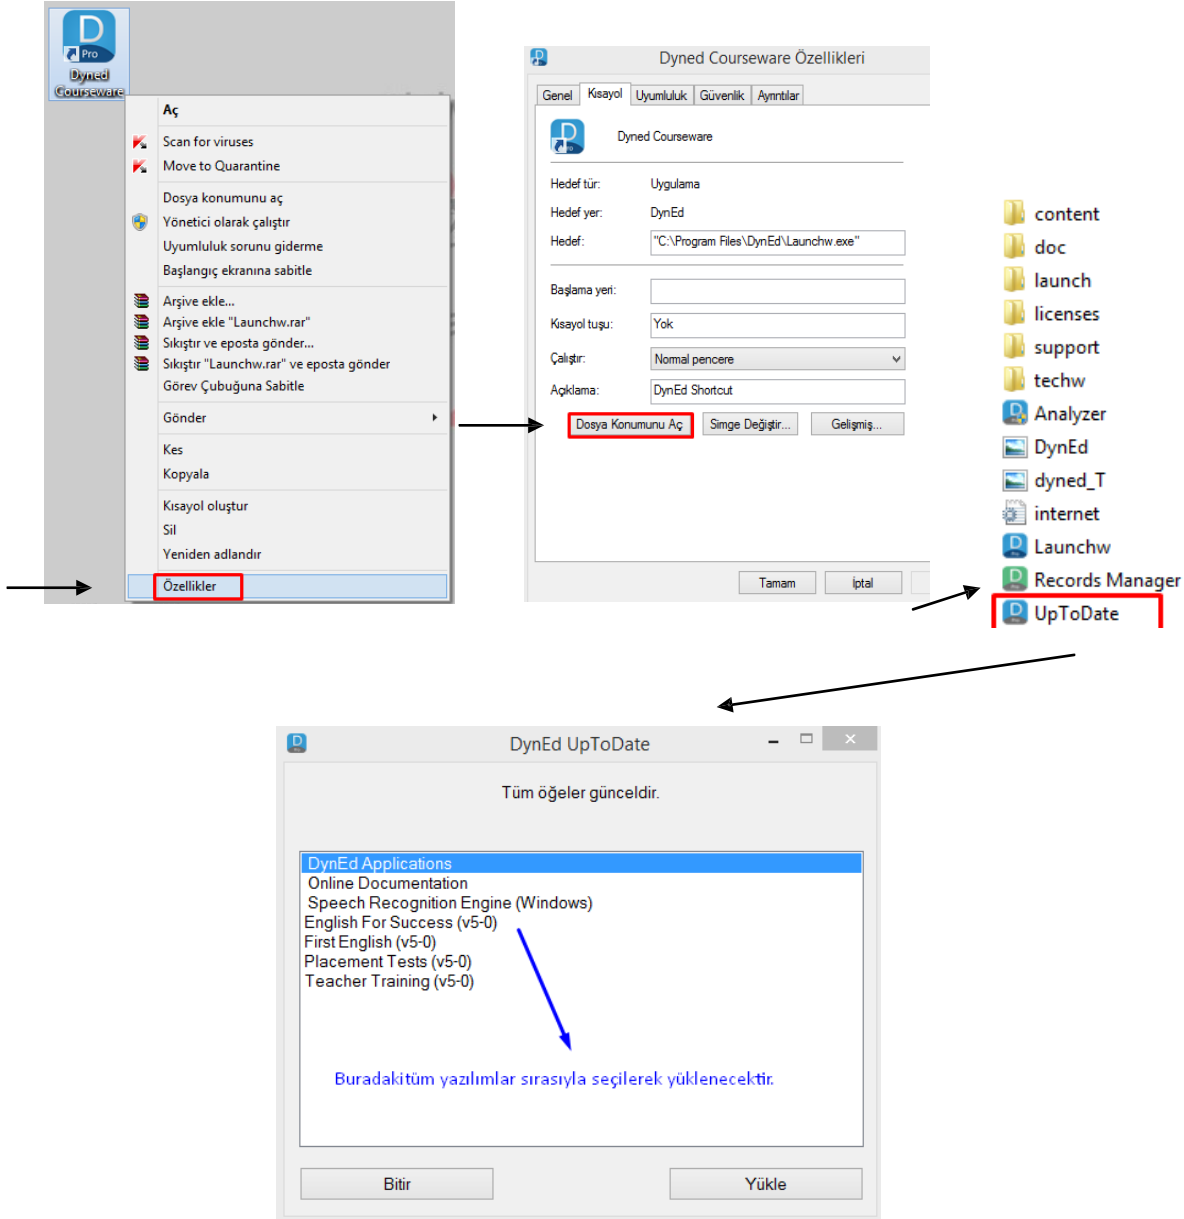 D
Pro
Dyned
Courseware
Aç
Scan for viruses
Move to Quarantine
Dosya konumunu aç
Yönetici olarak çalıştır
Uyumluluk sorunu giderme
Başlangıç ekranına sabitle
Arşive ekle...
Arşive ekle "Launchw.rar"
Sıkıştır ve eposta gönder...
Sıkıştır "Launchw.rar" ve eposta gönder
Görev Çubuğuna Sabitle
Gönder
Kes
Kopyala
Kısayol oluştur
Sil
Yeniden adlandır
Özellikler
Dyned Courseware Özellikleri
Genel Kısayol Uyumluluk Güvenlik Ayrıntılar
Dyned Courseware
Hedef tür: Uygulama
Hedef yer: DynEd
Hedef: "C:\Program Files\DynEd\Launchw.exe"
Başlama yeri:
Kısayol tuşu: Yok
Çalıştır: Normal pencere
Açıklama: DynEd Shortcut
Dosya Konumunu Aç Simge Değiştir... Gelişmiş...
Tamam İptal
content
doc
launch
licenses
support
techw
Analyzer
DynEd
dyned_T
internet
Launchw
Records Manager
UpToDate
DynEd UpToDate
Tüm öğeler günceldir.
DynEd Applications
Online Documentation
Speech Recognition Engine (Windows)
English For Success (v5-0)
First English (v5-0)
Placement Tests (v5-0)
Teacher Training (v5-0)
Buradakitüm yazılımlar sırasıyla seçilerek yüklenecektir.
Bitir Yükle